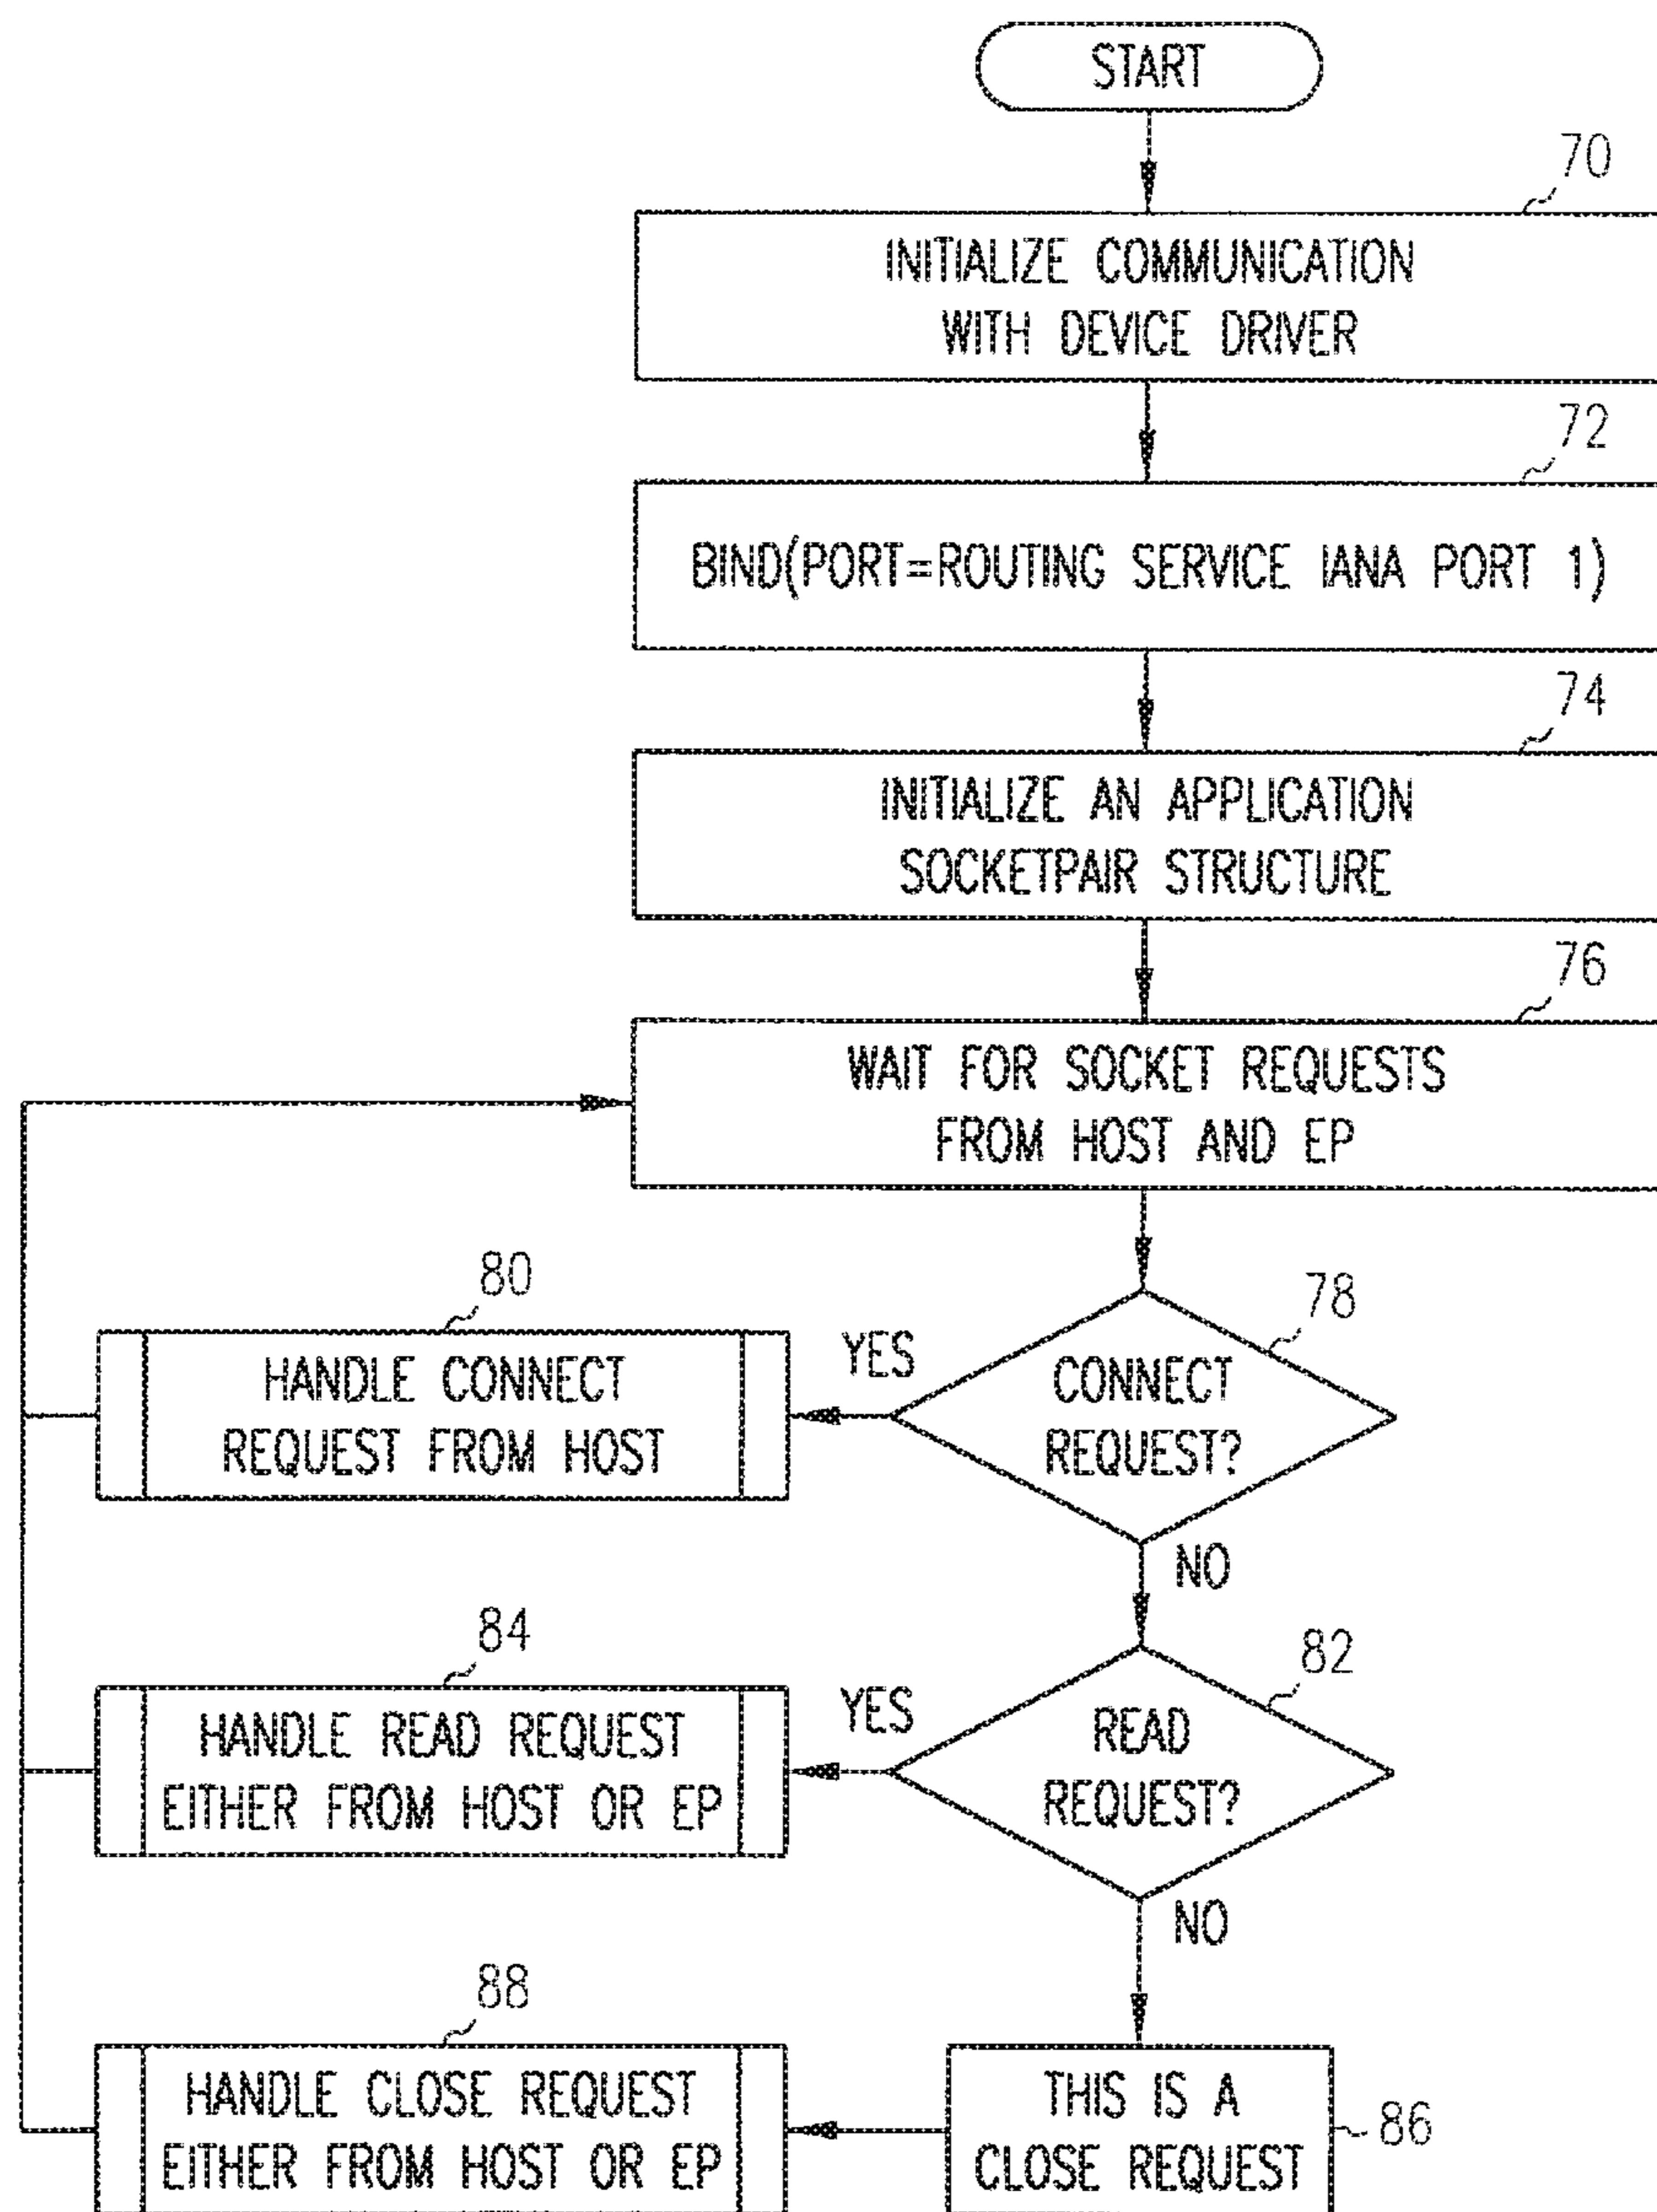 START
70
INITIALIZE COMMUNICATION
WITH DEVICE DRIVER
72
BIND(PORT=ROUTING SERVICE IANA PORT 1)
74
INITIALIZE AN APPLICATION
SOCKETPAIR STRUCTURE
76
WAIT FOR SOCKET REQUESTS
FROM HOST AND EP
80
HANDLE CONNECT
REQUEST FROM HOST
YES
78
CONNECT
REQUEST?
NO
84
HANDLE READ REQUEST
EITHER FROM HOST OR EP
YES
82
READ
REQUEST?
NO
88
HANDLE CLOSE REQUEST
EITHER FROM HOST OR EP
THIS IS A
CLOSE REQUEST
86